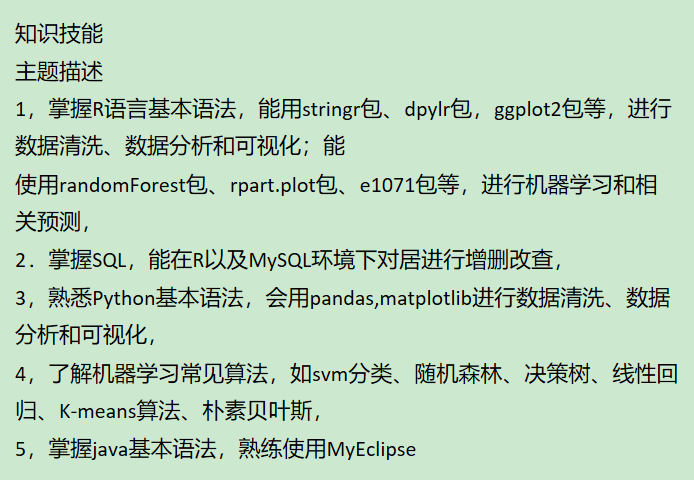 知识技能
主题描述
1，掌握R语言基本语法，能用stringr包、dpylr包，ggplot2包等，进行
数据清洗、数据分析和可视化；能
使用randomForest包、rpart.plot包、e1071包等，进行机器学习和相
关预测，
2．掌握SQL，能在R以及MySQL环境下对居进行增删改查，
3，熟悉Python基本语法，会用pandas,matplotlib进行数据清洗、数据
分析和可视化，
4，了解机器学习常见算法，如svm分类、随机森林、决策树、线性回
归、K-means算法、朴素贝叶斯，
5，掌握java基本语法，熟练使用MyEclipse